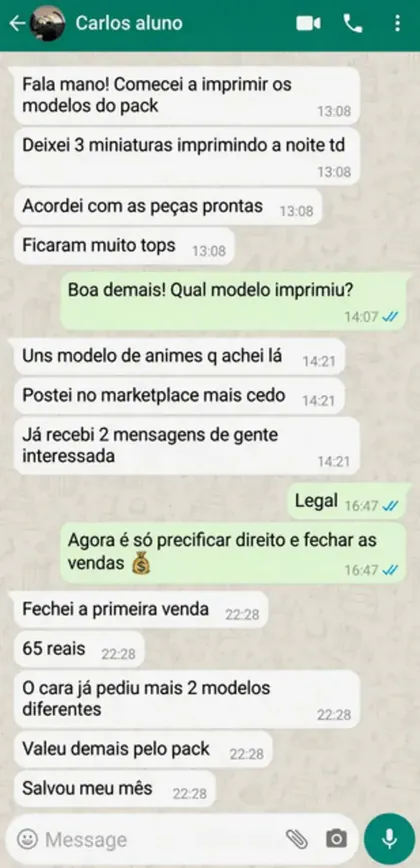 Carlos aluno
Fala mano! Comecei a imprimir os
modelos do pack
13:08
Deixei 3 miniaturas imprimindo a noite td
13:08
Acordei com as peças prontas 13:08
Ficaram muito tops 13:08
Boa demais! Qual modelo imprimiu?
14:07
Uns modelo de animes q achei lá 14:21
Postei no marketplace mais cedo 14:21
Já recebi 2 mensagens de gente
interessada
14:21
Legal 16:47
Agora é só precificar direito e fechar as
vendas 💰
16:47
Fechei a primeira venda 22:28
65 reais 22:28
O cara já pediu mais 2 modelos
diferentes
22:28
Valeu demais pelo pack 22:28
Salvou meu mês 22:28
Message